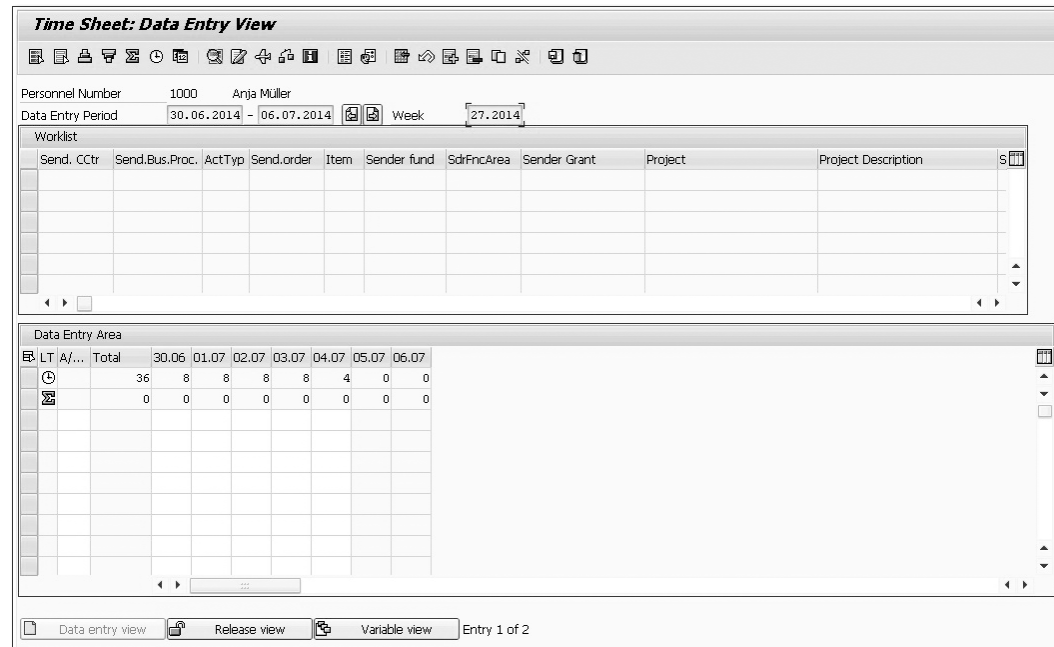 Time Sheet: Data Entry View
Personnel Number 1000 Anja Müller
Data Entry Period 30.06.2014 - 06.07.2014 Week 27.2014
Worklist
Send. CCtr Send.Bus.Proc. ActTyp Send.order Item Sender fund SdrFncArea Sender Grant Project Project Description S
Data Entry Area
LT A/... Total 30.06 01.07 02.07 03.07 04.07 05.07 06.07
36 8 8 8 8 4 0 0
Σ 0 0 0 0 0 0 0 0
Data entry view Release view Variable view Entry 1 of 2